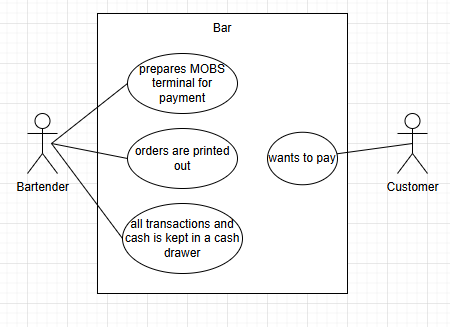 Bar
prepares MOBS
terminal for
payment
orders are printed
out
wants to pay
Bartender
Customer
all transactions and
cash is kept in a cash
drawer